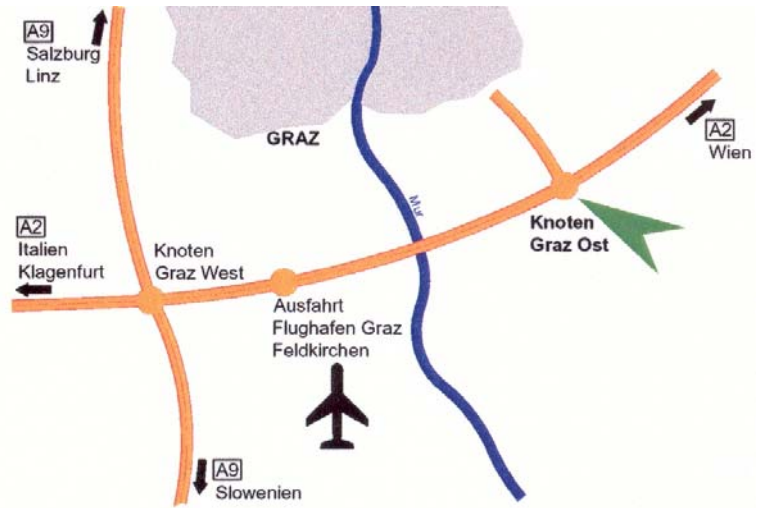 A9
Salzburg
Linz
GRAZ
A2
Wien
Mur
Knoten
Graz Ost
A2
Italien
Klagenfurt
Knoten
Graz West
Ausfahrt
Flughafen Graz
Feldkirchen
A9
Slowenien